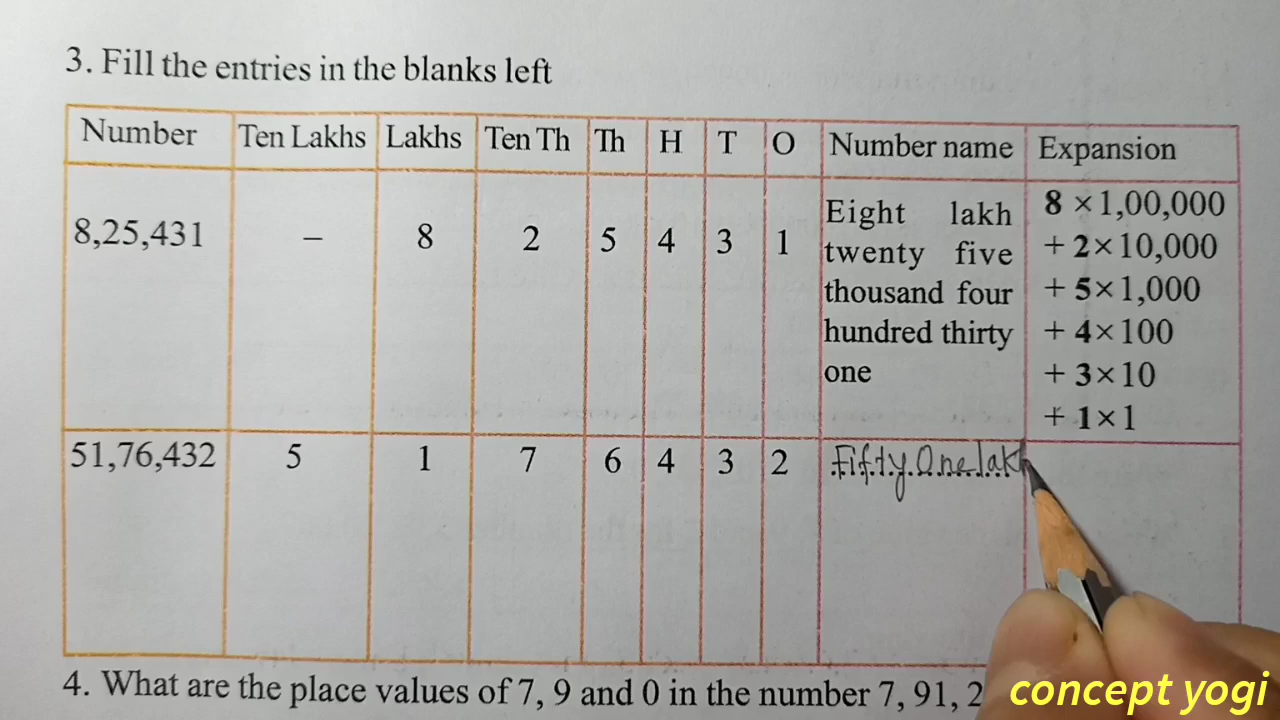 3. Fill the entries in the blanks left
Number Ten Lakhs Lakhs Ten Th Th H T O Number name Expansion
8,25,431 – 8 2 5 4 3 1
Eight lakh
twenty five
thousand four
hundred thirty
one
8 ×1,00,000
+ 2×10,000
+ 5×1,000
+ 4×100
+ 3×10
+ 1×1
51,76,432 5 1 7 6 4 3 2
Fifty One lakh
4. What are the place values of 7, 9 and 0 in the number 7, 91, 2
concept yogi